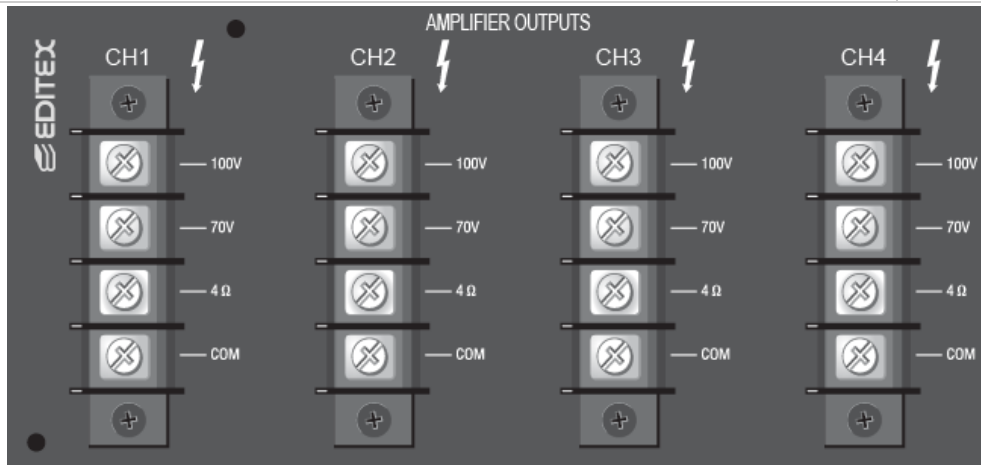 AMPLIFIER OUTPUTS
EDITEX
CH1 CH2 CH3 CH4
100V 100V 100V 100V
70V 70V 70V 70V
4 Ω 4 Ω 4 Ω 4 Ω
COM COM COM COM